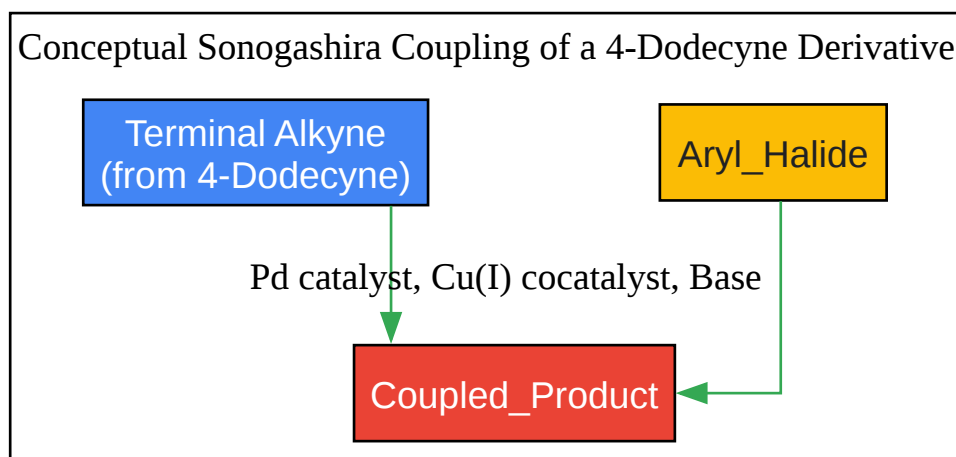 Conceptual Sonogashira Coupling of a 4-Dodecyne Derivative
Terminal Alkyne
(from 4-Dodecyne)
Aryl_Halide
Pd catalyst, Cu(I) cocatalyst, Base
Coupled_Product